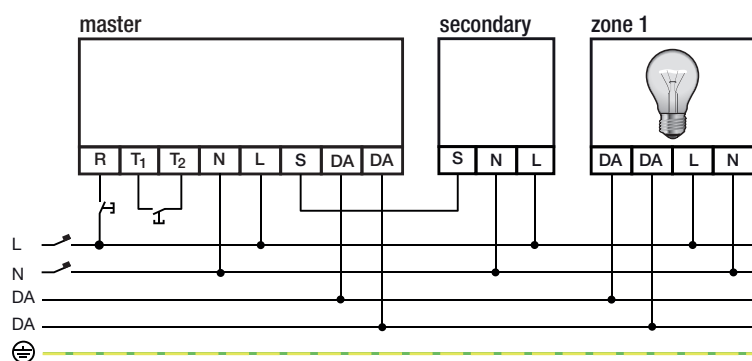 master secondary zone 1
R T₁ T₂ N L S DA DA S N L DA DA L N
L
N
DA
DA